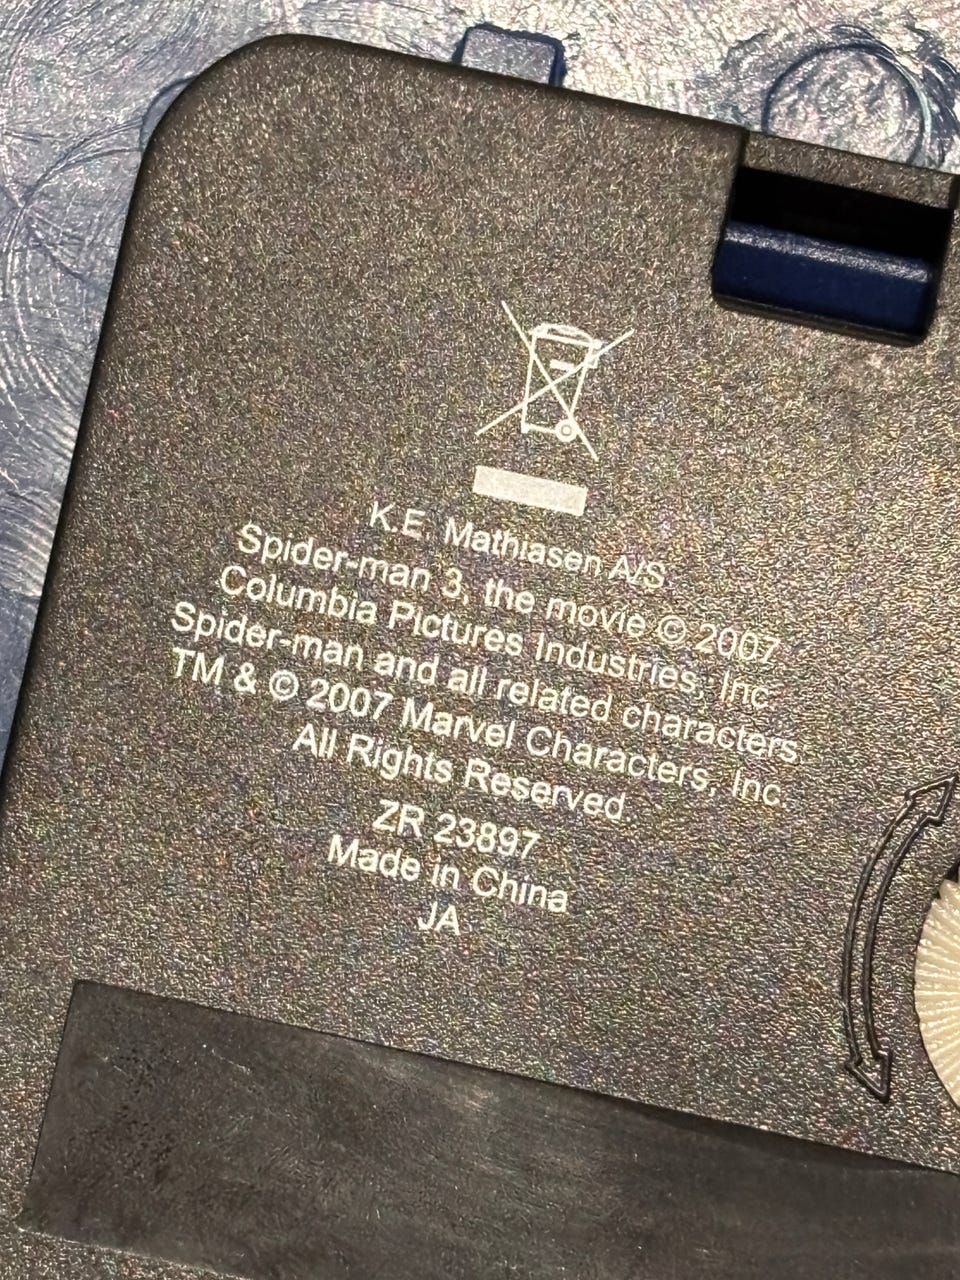 K.E. Mathiasen A/S.
Spider-man 3, the movie © 2007
Columbia Pictures Industries, Inc.
Spider-man and all related characters.
TM & © 2007 Marvel Characters, Inc.
All Rights Reserved.
ZR 23897
Made in China
JA